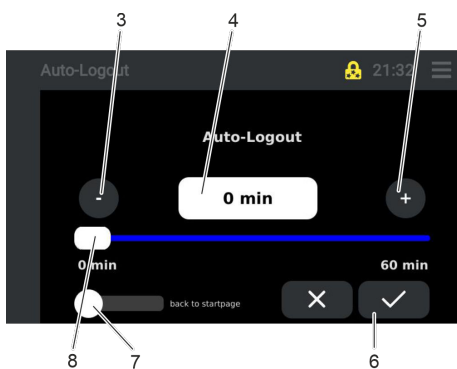 3 4 5
Auto-Logout 21:32
Auto-Logout
- 0 min +
0 min 60 min
back to startpage
8 7 6